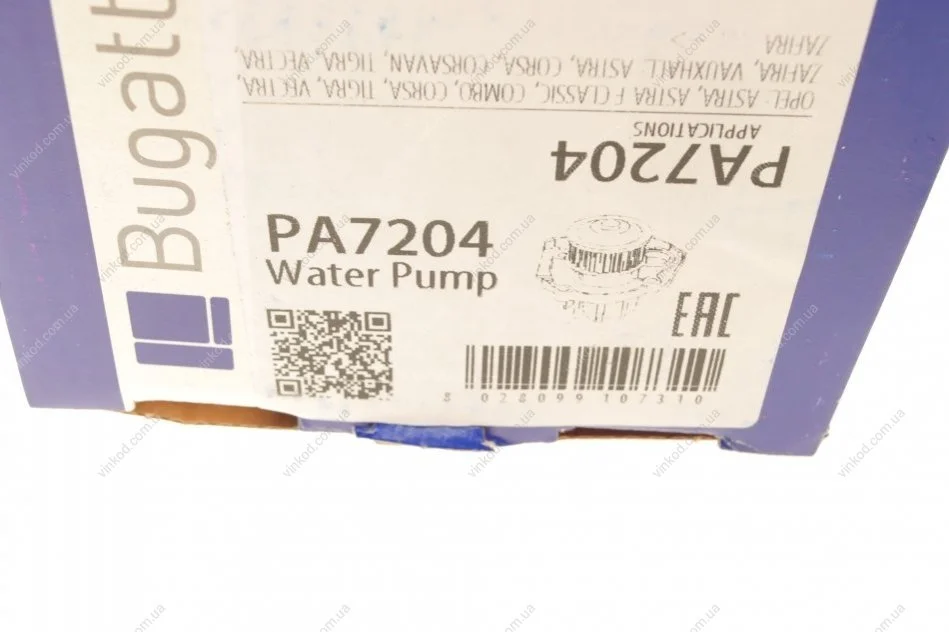 Bugatt
PA7204
Water Pump
EAC
8 028099 107310
PA7204
APPLICATIONS
OPEL: ASTRA, ASTRA F CLASSIC, COMBO, CORSA, TIGRA, VECTRA,
ZAFIRA, VAUXHALL: ASTRA, CORSA, CORSAVAN, TIGRA, VECTRA,
ZAFIRA
vinkod.com.ua